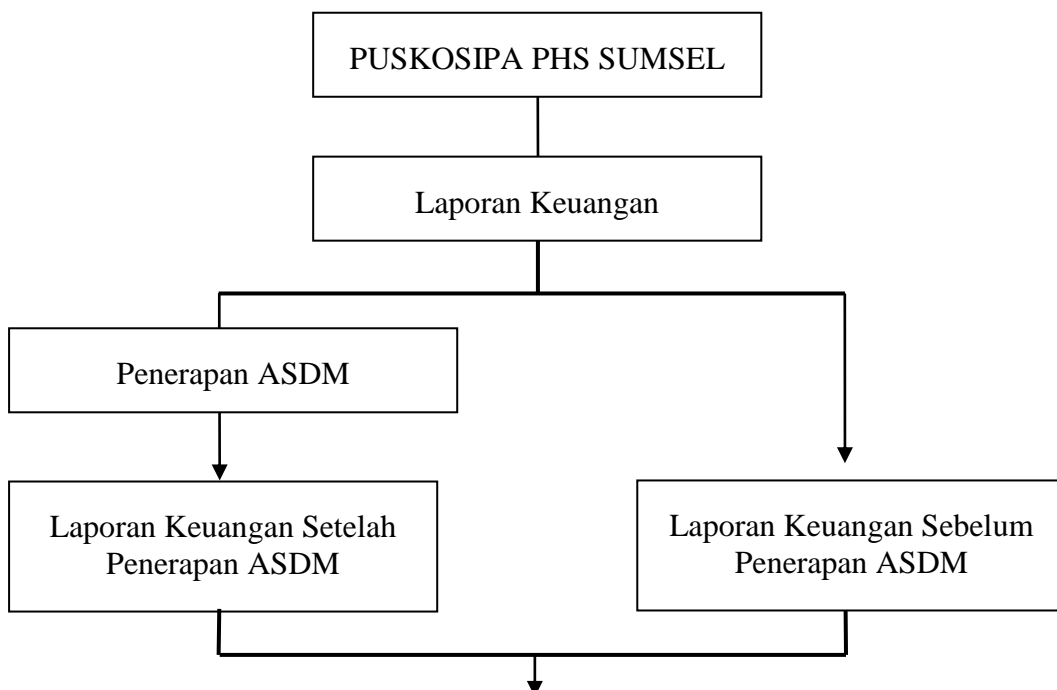 PUSKOSIPA PHS SUMSEL
Laporan Keuangan
Penerapan ASDM
Laporan Keuangan Setelah
Penerapan ASDM
Laporan Keuangan Sebelum
Penerapan ASDM